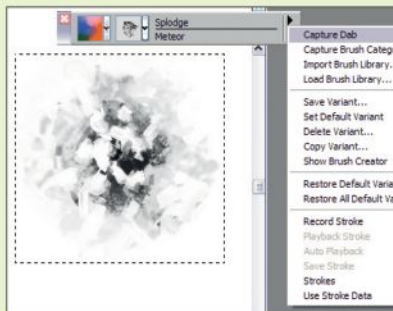 Splodge
Meteor
Capture Dab
Capture Brush Categ
Import Brush Library..
Load Brush Library...
Save Variant...
Set Default Variant
Delete Variant...
Copy Variant...
Show Brush Creator
Restore Default Varia
Restore All Default Va
Record Stroke
Playback Stroke
Auto Playback
Save Stroke
Strokes
Use Stroke Data